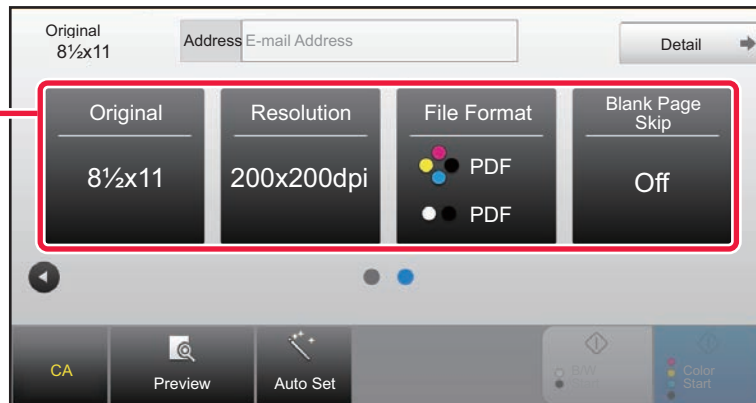 Original
8½x11
Address E-mail Address
Detail
Original
Resolution
File Format
Blank Page
Skip
8½x11
200x200dpi
PDF
PDF
Off
CA
Preview
Auto Set
B/W
Start
Color
Start